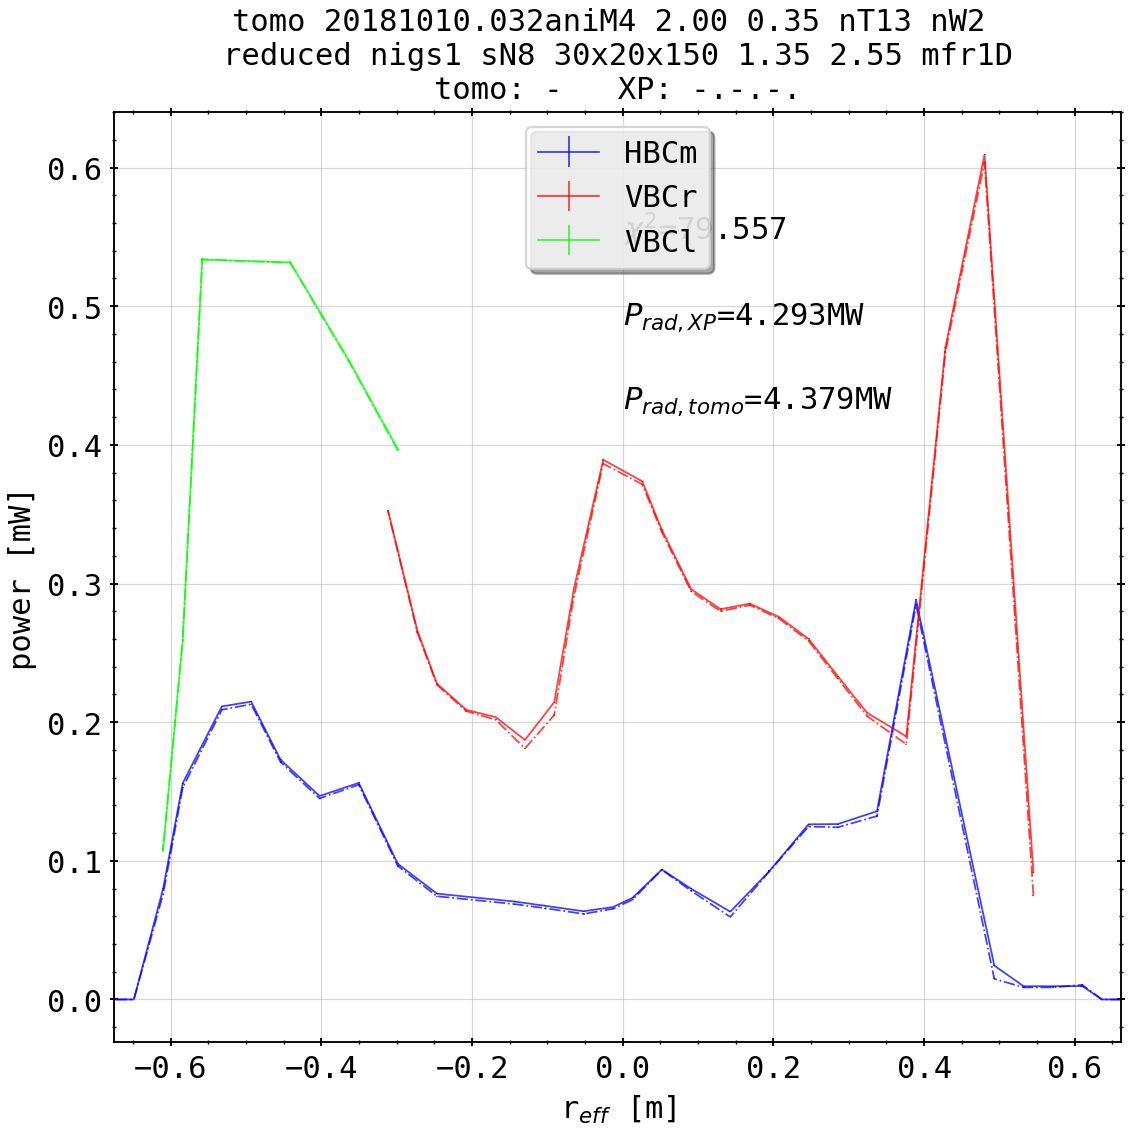 tomo 20181010.032aniM4 2.00 0.35 nT13 nW2
reduced nigs1 sN8 30x20x150 1.35 2.55 mfr1D
tomo: -   XP: -.-.-.
HBCm
VBCr
VBCl
χ²=79.557
P_rad,XP=4.293MW
P_rad,tomo=4.379MW
power [mW]
0.6
0.5
0.4
0.3
0.2
0.1
0.0
−0.6 −0.4 −0.2 0.0 0.2 0.4 0.6
r_eff [m]